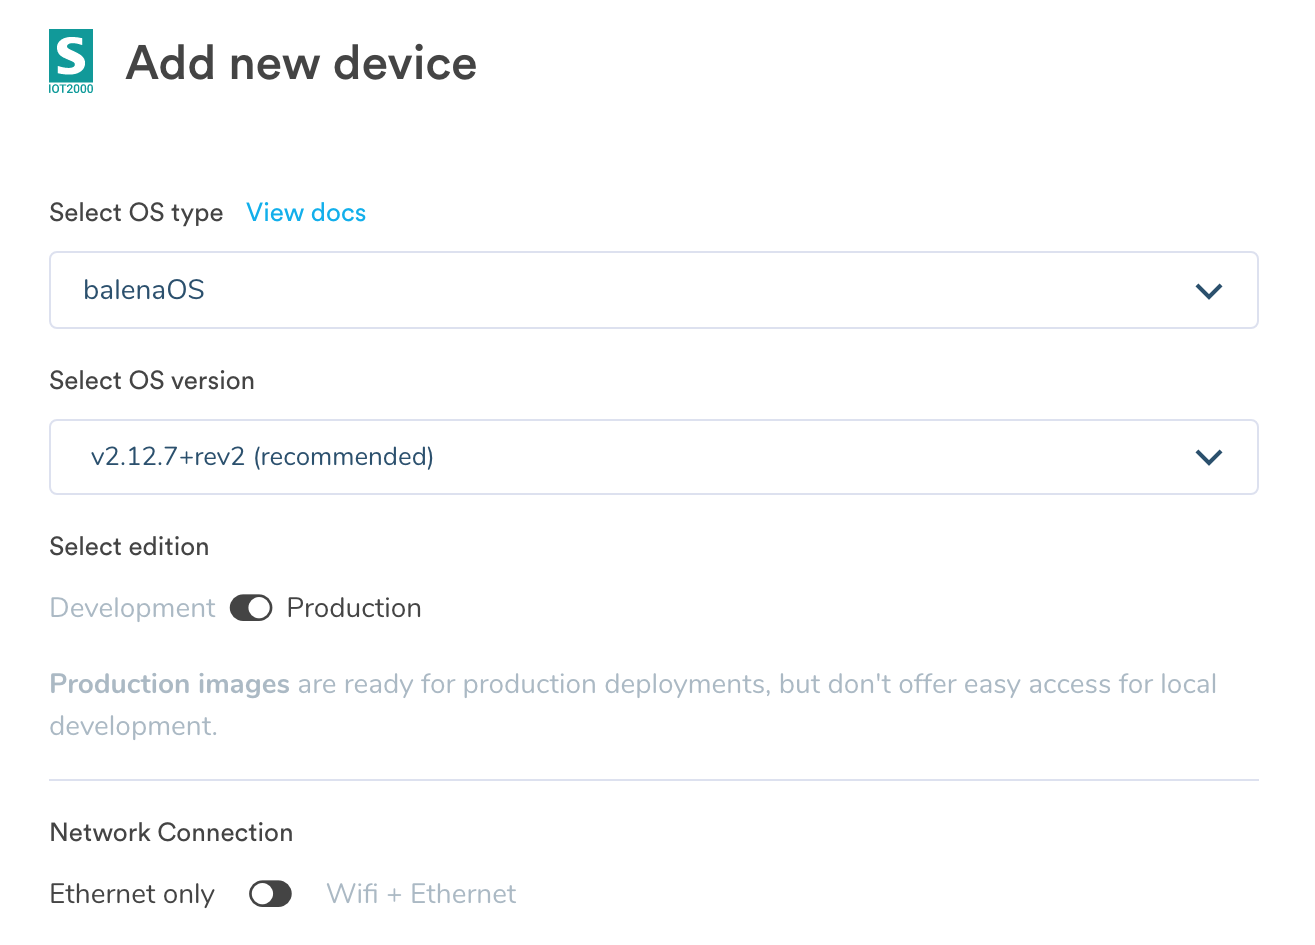 S
IOT2000
Add new device
Select OS type View docs
balenaOS
Select OS version
v2.12.7+rev2 (recommended)
Select edition
Development Production
Production images are ready for production deployments, but don't offer easy access for local
development.
Network Connection
Ethernet only Wifi + Ethernet